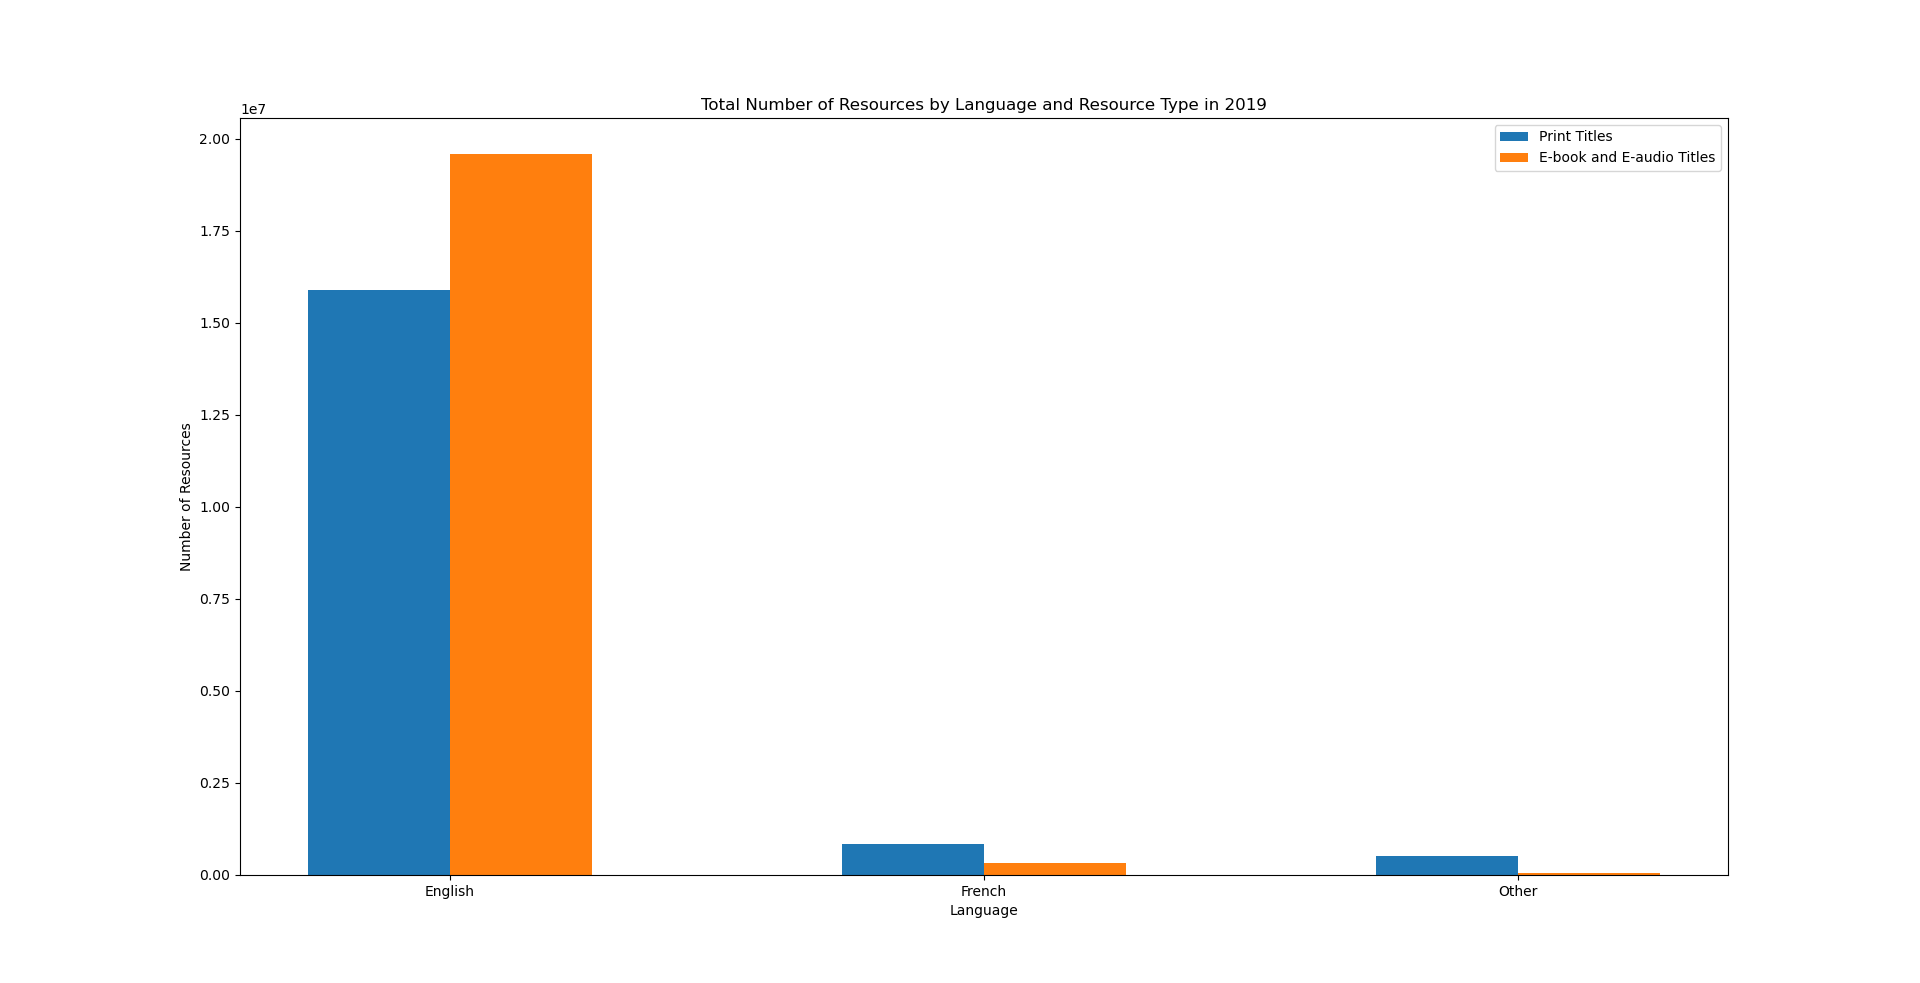 Total Number of Resources by Language and Resource Type in 2019
1e7
2.00
1.75
1.50
1.25
1.00
0.75
0.50
0.25
0.00
Number of Resources
Print Titles
E-book and E-audio Titles
English
French
Other
Language